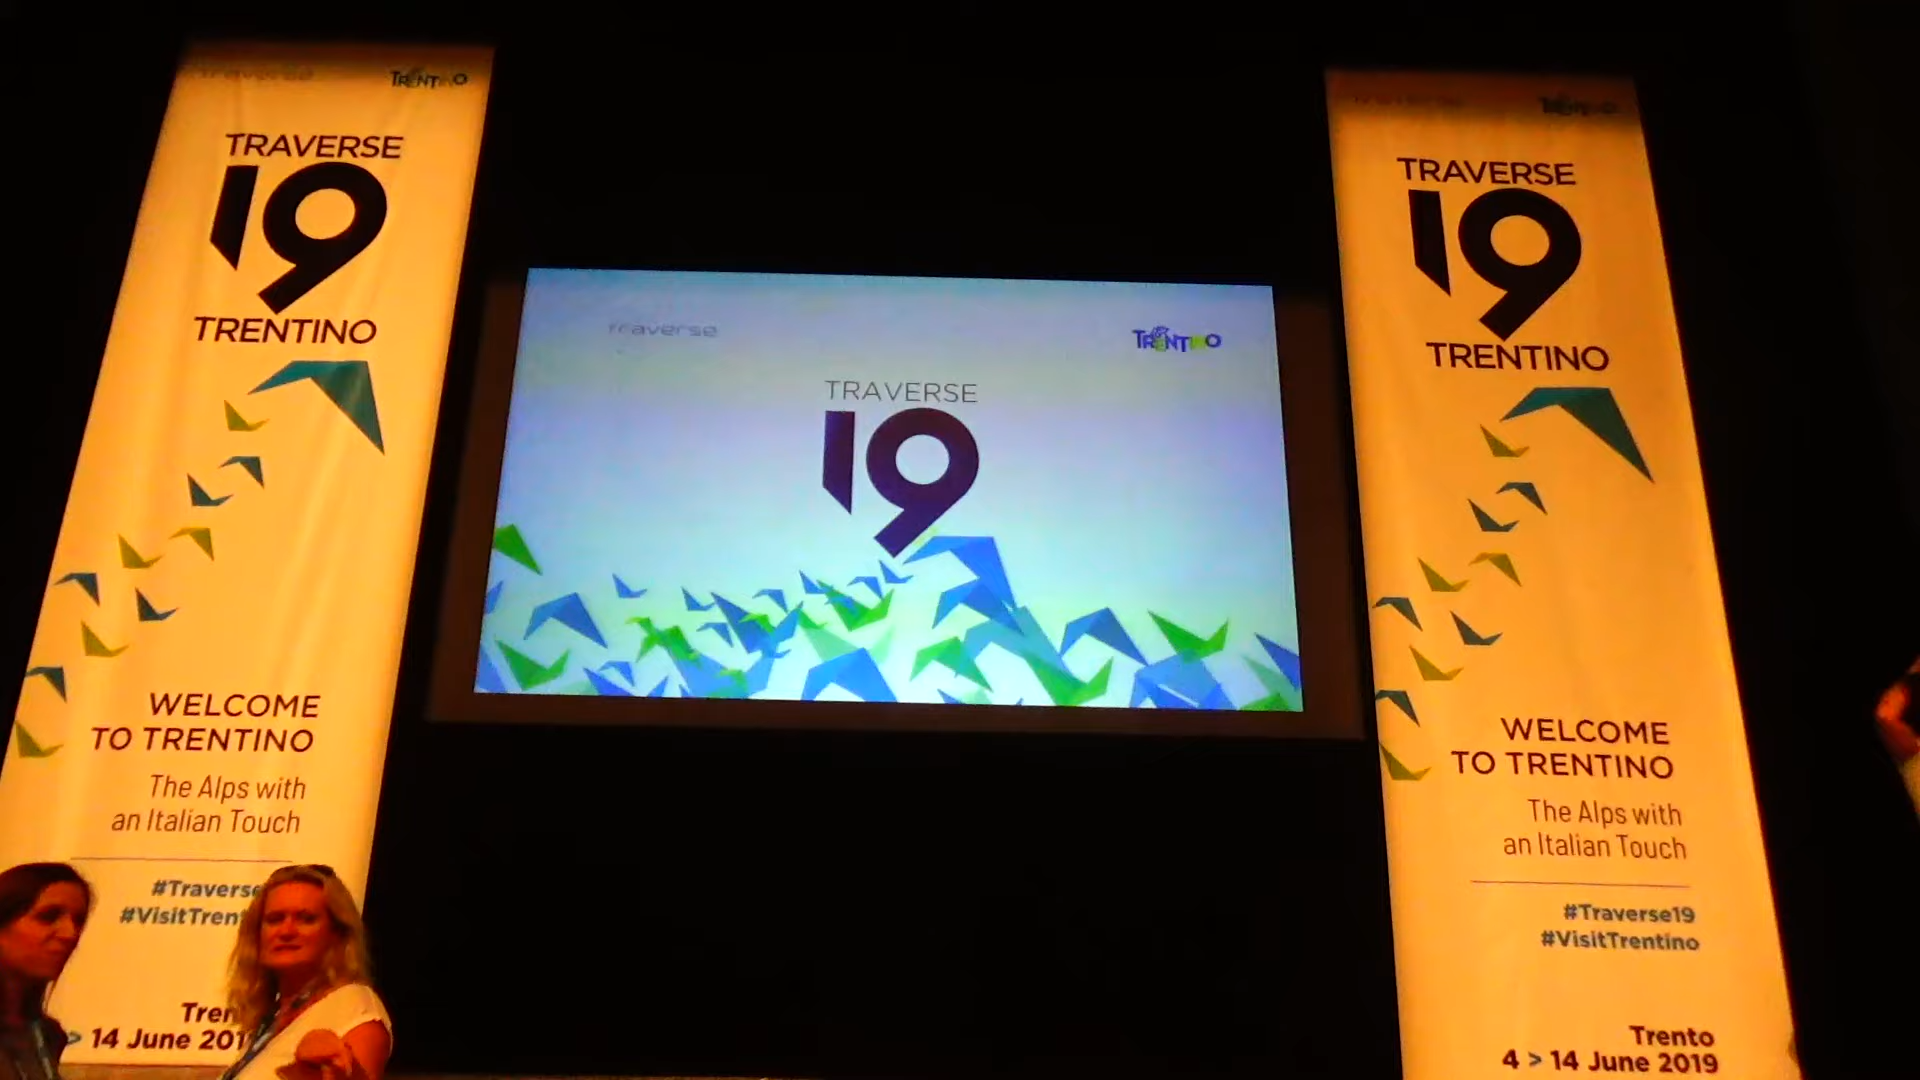 traverse
TRENTINO
TRAVERSE
19
TRENTINO
WELCOME
TO TRENTINO
The Alps with
an Italian Touch
#Traverse
#VisitTren
Tren
> 14 June 201
traverse
TRENTINO
TRAVERSE
19
TRENTINO
TRAVERSE
19
TRENTINO
WELCOME
TO TRENTINO
The Alps with
an Italian Touch
#Traverse19
#VisitTrentino
Trento
4 > 14 June 2019